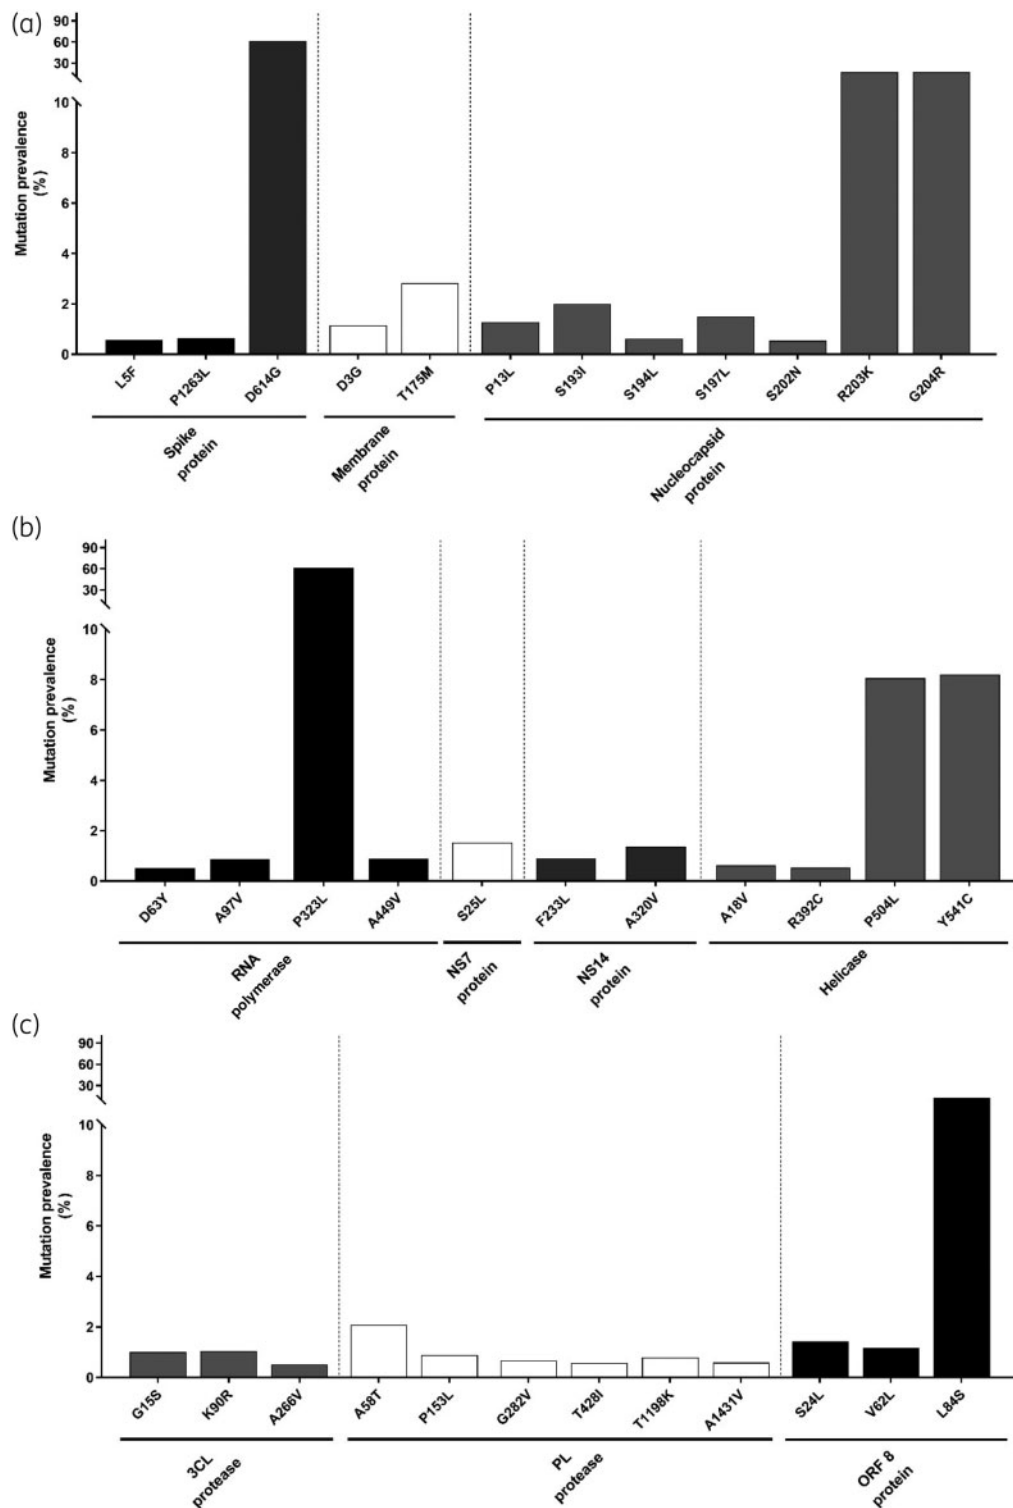 (a)
90
60
30
10
8
6
4
2
0
Mutation prevalence
(%)
L5F
P1263L
D614G
D3G
T175M
P13L
S193I
S194L
S197L
S202N
R203K
G204R
Spike
protein
Membrane
protein
Nucleocapsid
protein
(b)
90
60
30
10
8
6
4
2
0
Mutation prevalence
(%)
D63Y
A97V
P323L
A449V
S25L
F233L
A320V
A18V
R392C
P504L
Y541C
RNA
polymerase
NS7
protein
NS14
protein
Helicase
(c)
90
60
30
10
8
6
4
2
0
Mutation prevalence
(%)
G15S
K90R
A266V
A58T
P153L
G282V
T428I
T1198K
A1431V
S24L
V62L
L84S
3CL
protease
PL
protease
ORF 8
protein